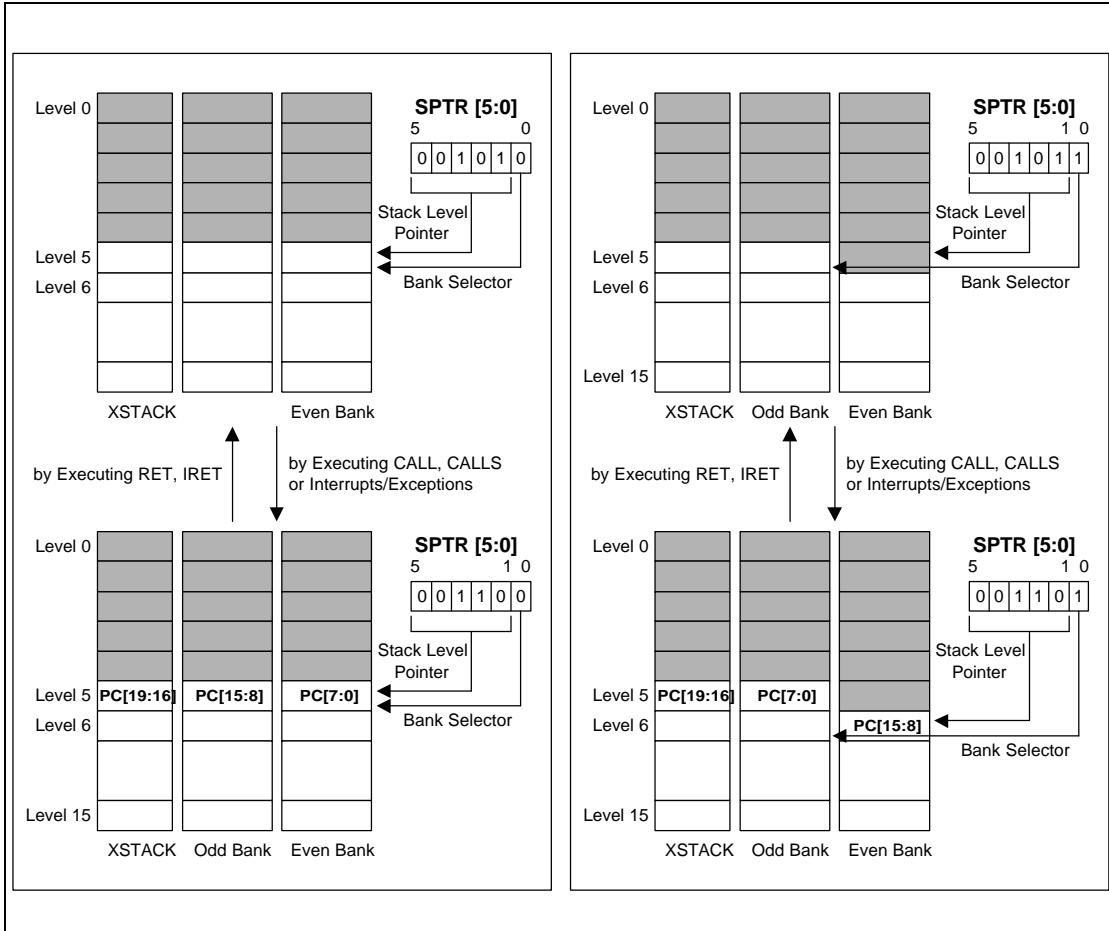 Level 0
SPTR [5:0]
5 0
0 0 1 0 1 0
Stack Level
Pointer
Level 5
Bank Selector
Level 6
XSTACK Even Bank
by Executing RET, IRET
by Executing CALL, CALLS
or Interrupts/Exceptions
Level 0
SPTR [5:0]
5 1 0
0 0 1 1 0 0
Stack Level
Pointer
Level 5 PC[19:16] PC[15:8] PC[7:0]
Bank Selector
Level 6
Level 15
XSTACK Odd Bank Even Bank
Level 0
SPTR [5:0]
5 1 0
0 0 1 0 1 1
Stack Level
Pointer
Level 5
Bank Selector
Level 6
Level 15
XSTACK Odd Bank Even Bank
by Executing RET, IRET
by Executing CALL, CALLS
or Interrupts/Exceptions
Level 0
SPTR [5:0]
5 1 0
0 0 1 1 0 1
Stack Level
Pointer
Level 5 PC[19:16] PC[7:0]
Level 6 PC[15:8]
Bank Selector
Level 15
XSTACK Odd Bank Even Bank